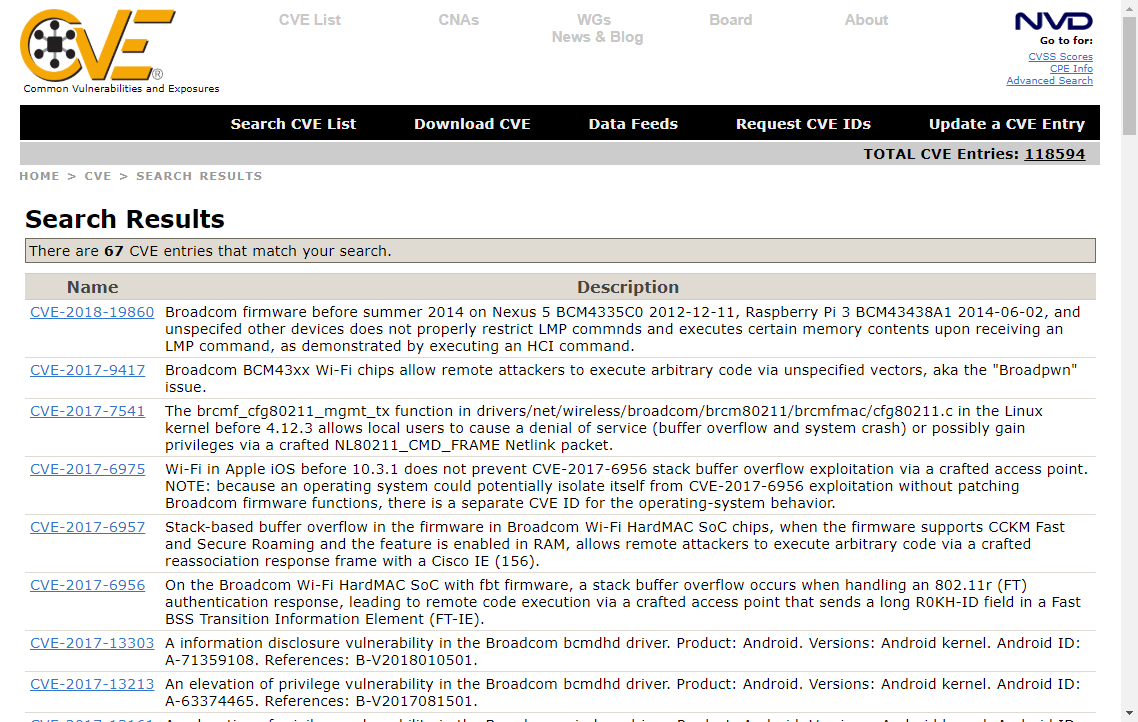 CVE®
Common Vulnerabilities and Exposures
CVE List
CNAs
WGs
Board
About
News & Blog
NVD
Go to for:
CVSS Scores
CPE Info
Advanced Search
Search CVE List
Download CVE
Data Feeds
Request CVE IDs
Update a CVE Entry
TOTAL CVE Entries: 118594
HOME > CVE > SEARCH RESULTS
Search Results
There are 67 CVE entries that match your search.
Name Description
CVE-2018-19860 Broadcom firmware before summer 2014 on Nexus 5 BCM4335C0 2012-12-11, Raspberry Pi 3 BCM43438A1 2014-06-02, and
unspecifed other devices does not properly restrict LMP commnds and executes certain memory contents upon receiving an
LMP command, as demonstrated by executing an HCI command.
CVE-2017-9417 Broadcom BCM43xx Wi-Fi chips allow remote attackers to execute arbitrary code via unspecified vectors, aka the "Broadpwn"
issue.
CVE-2017-7541 The brcmf_cfg80211_mgmt_tx function in drivers/net/wireless/broadcom/brcm80211/brcmfmac/cfg80211.c in the Linux
kernel before 4.12.3 allows local users to cause a denial of service (buffer overflow and system crash) or possibly gain
privileges via a crafted NL80211_CMD_FRAME Netlink packet.
CVE-2017-6975 Wi-Fi in Apple iOS before 10.3.1 does not prevent CVE-2017-6956 stack buffer overflow exploitation via a crafted access point.
NOTE: because an operating system could potentially isolate itself from CVE-2017-6956 exploitation without patching
Broadcom firmware functions, there is a separate CVE ID for the operating-system behavior.
CVE-2017-6957 Stack-based buffer overflow in the firmware in Broadcom Wi-Fi HardMAC SoC chips, when the firmware supports CCKM Fast
and Secure Roaming and the feature is enabled in RAM, allows remote attackers to execute arbitrary code via a crafted
reassociation response frame with a Cisco IE (156).
CVE-2017-6956 On the Broadcom Wi-Fi HardMAC SoC with fbt firmware, a stack buffer overflow occurs when handling an 802.11r (FT)
authentication response, leading to remote code execution via a crafted access point that sends a long R0KH-ID field in a Fast
BSS Transition Information Element (FT-IE).
CVE-2017-13303 A information disclosure vulnerability in the Broadcom bcmdhd driver. Product: Android. Versions: Android kernel. Android ID:
A-71359108. References: B-V2018010501.
CVE-2017-13213 An elevation of privilege vulnerability in the Broadcom bcmdhd driver. Product: Android. Versions: Android kernel. Android ID:
A-63374465. References: B-V2017081501.